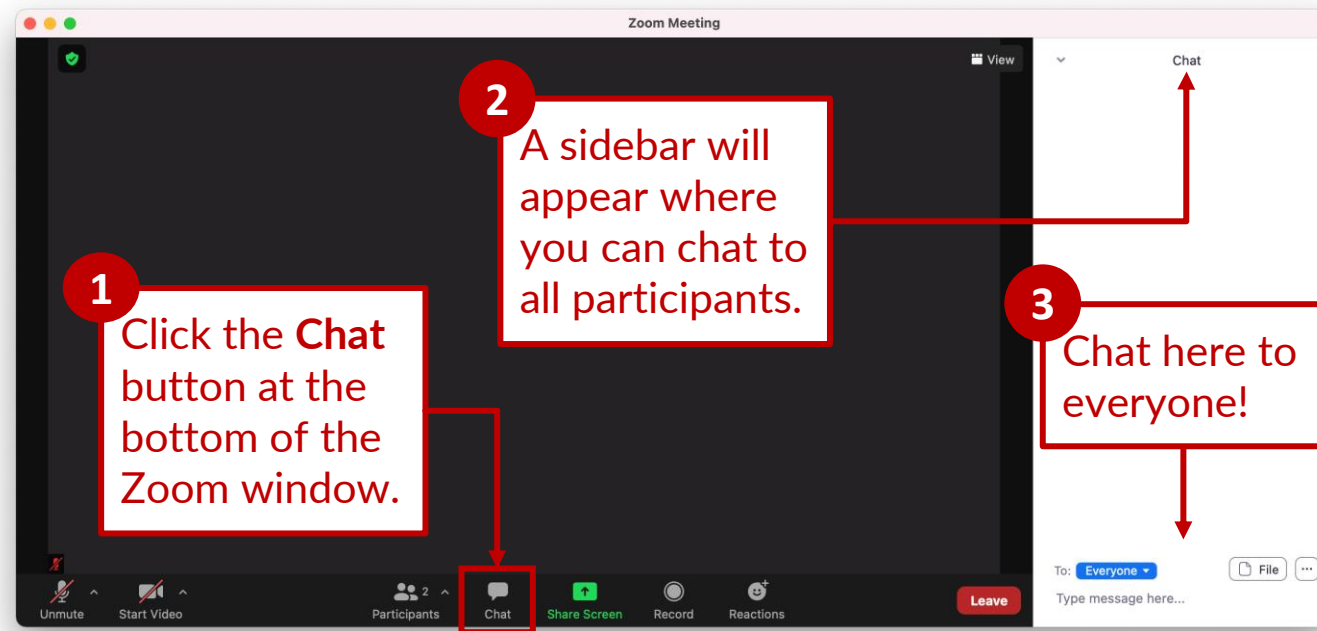 Zoom Meeting
View
Chat
2
A sidebar will
appear where
you can chat to
all participants.
1
Click the Chat
button at the
bottom of the
Zoom window.
3
Chat here to
everyone!
To: Everyone
File
Type message here...
Unmute
Start Video
2
Participants
Chat
Share Screen
Record
Reactions
Leave